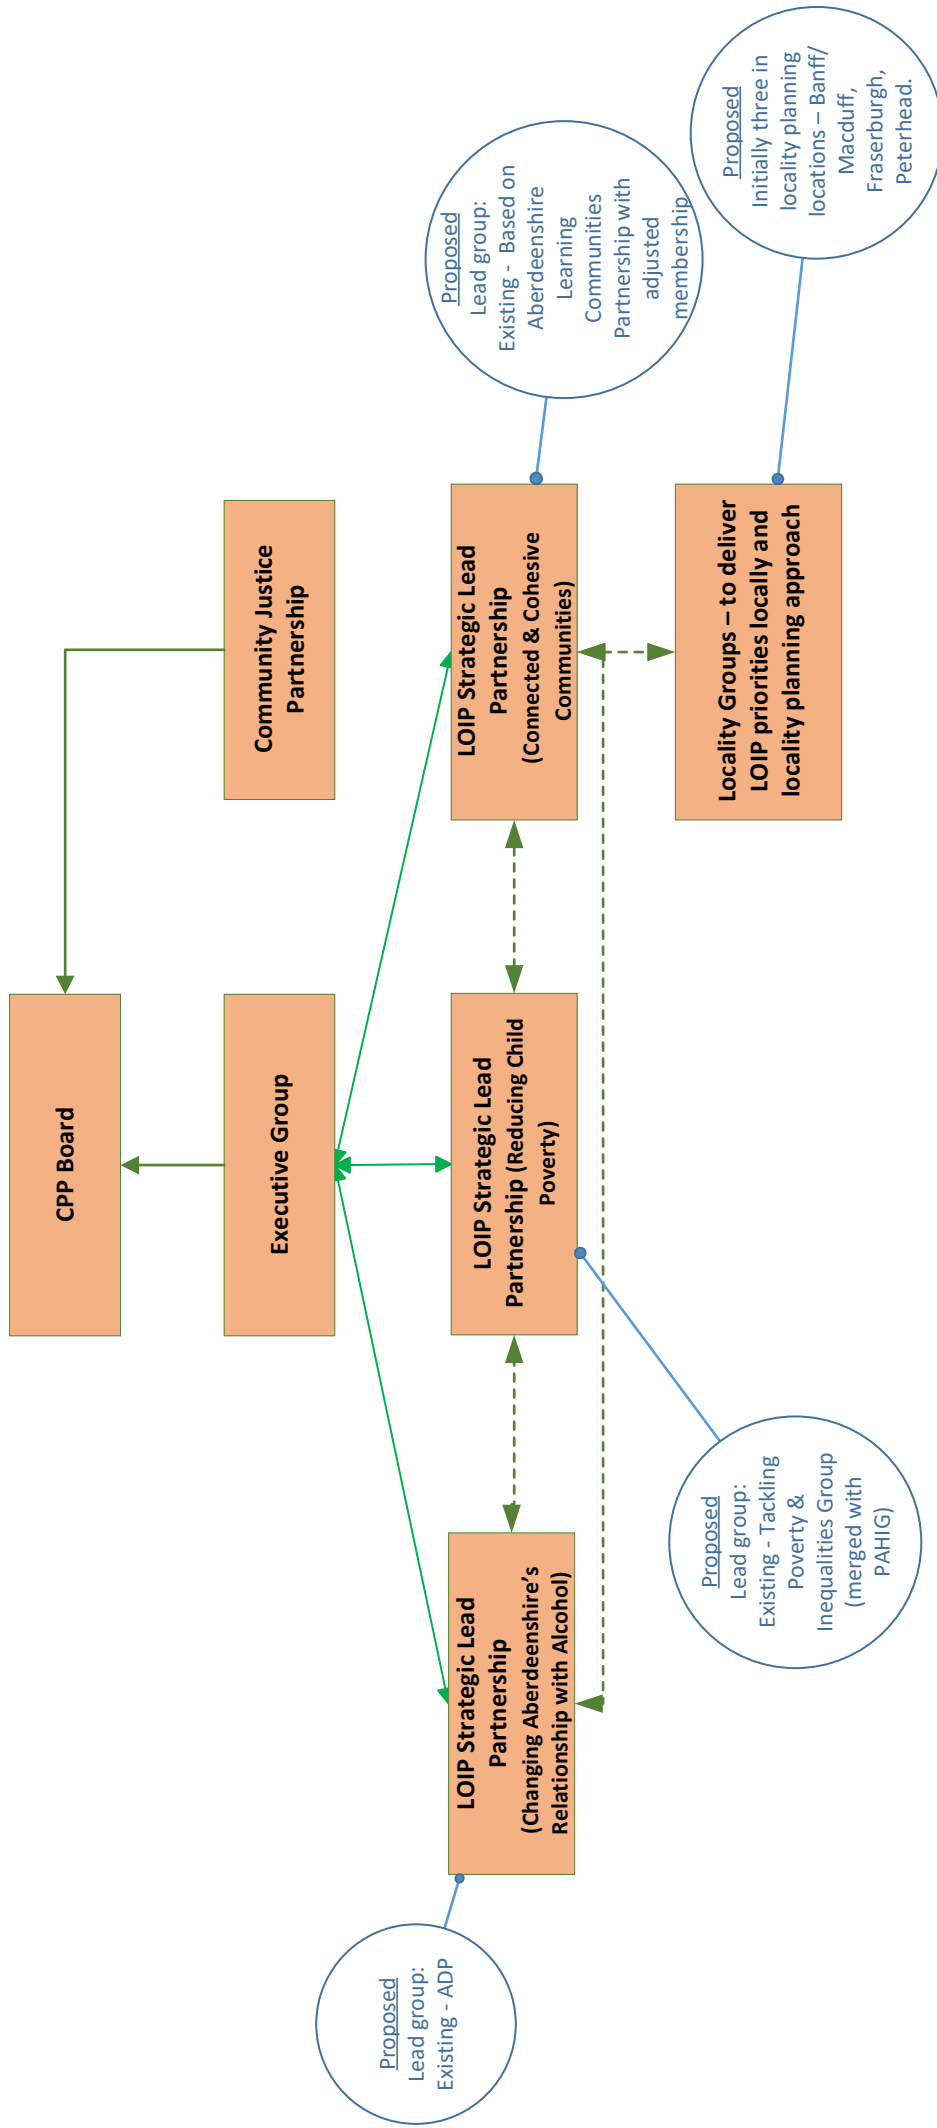 CPP Board
Executive Group
Community Justice
Partnership
LOIP Strategic Lead
Partnership
(Changing Aberdeenshire’s
Relationship with Alcohol)
LOIP Strategic Lead
Partnership (Reducing Child
Poverty)
LOIP Strategic Lead
Partnership
(Connected & Cohesive
Communities)
Locality Groups – to deliver
LOIP priorities locally and
locality planning approach
Proposed
Lead group:
Existing - ADP
Proposed
Lead group:
Existing - Tackling
Poverty &
Inequalities Group
(merged with
PAHIG)
Proposed
Lead group:
Existing - Based on
Aberdeenshire
Learning
Communities
Partnership with
adjusted
membership
Proposed
Initially three in
locality planning
locations – Banff/
Macduff,
Fraserburgh,
Peterhead.